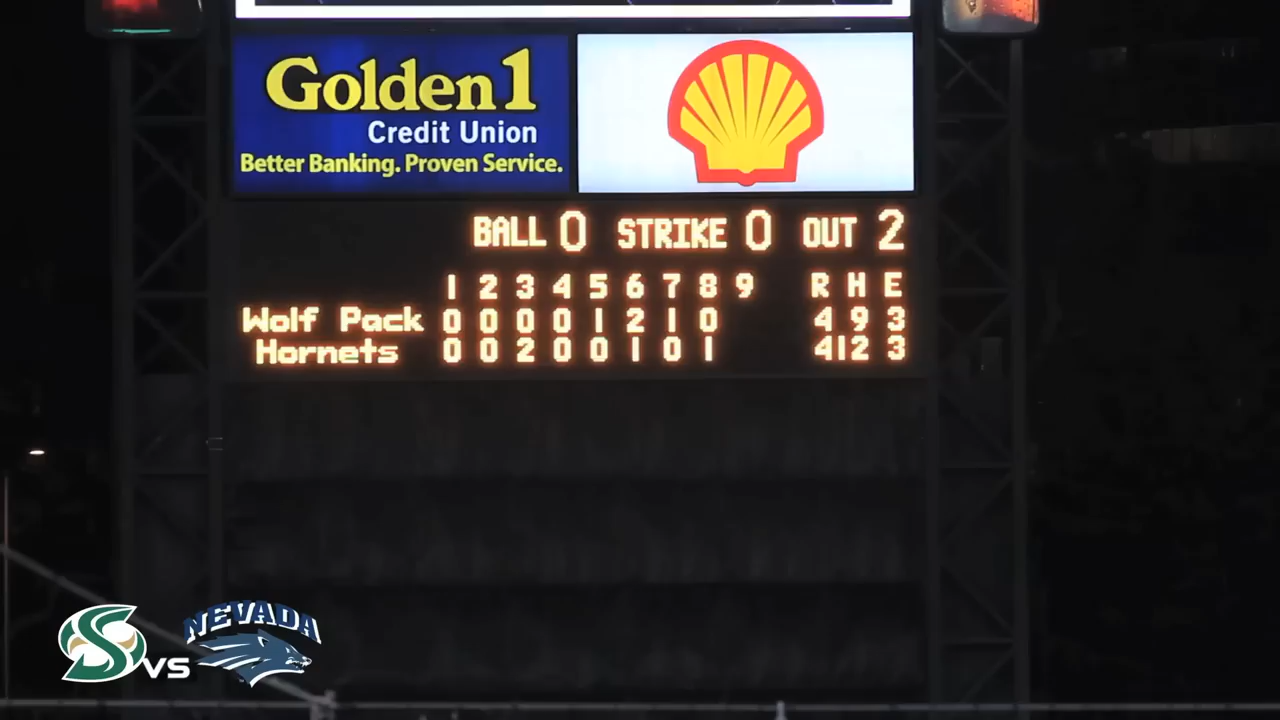 Golden 1
Credit Union
Better Banking. Proven Service.
BALL 0 STRIKE 0 OUT 2
1 2 3 4 5 6 7 8 9 R H E
Wolf Pack 0 0 0 0 1 2 1 0 4 9 3
Hornets 0 0 2 0 0 1 0 1 4 12 3
S vs NEVADA